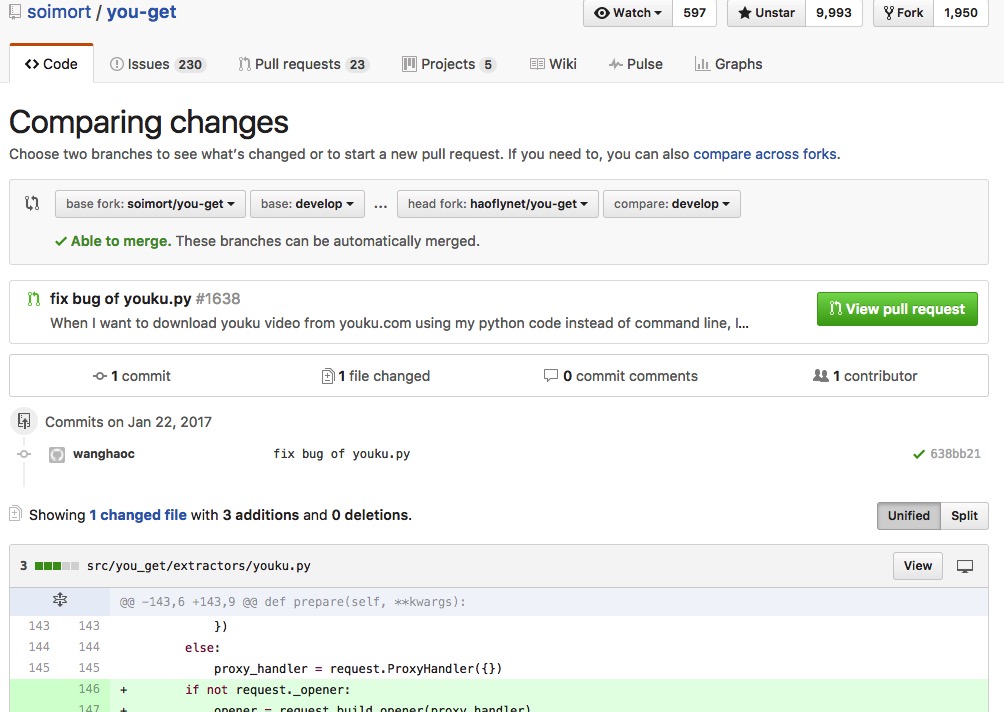 soimort / you-get
Watch 597 Unstar 9,993 Fork 1,950
Code Issues 230 Pull requests 23 Projects 5 Wiki Pulse Graphs
Comparing changes
Choose two branches to see what's changed or to start a new pull request. If you need to, you can also compare across forks.
base fork: soimort/you-get base: develop ... head fork: haoflynet/you-get compare: develop
Able to merge. These branches can be automatically merged.
fix bug of youku.py #1638
When I want to download youku video from youku.com using my python code instead of command line, I...
View pull request
1 commit 1 file changed 0 commit comments 1 contributor
Commits on Jan 22, 2017
wanghaoc fix bug of youku.py 638bb21
Showing 1 changed file with 3 additions and 0 deletions.
Unified Split
3 src/you_get/extractors/youku.py View
@@ -143,6 +143,9 @@ def prepare(self, **kwargs):
143 143 })
144 144 else:
145 145 proxy_handler = request.ProxyHandler({})
146 + if not request._opener:
147 + opener = request.build_opener(proxy_handler)